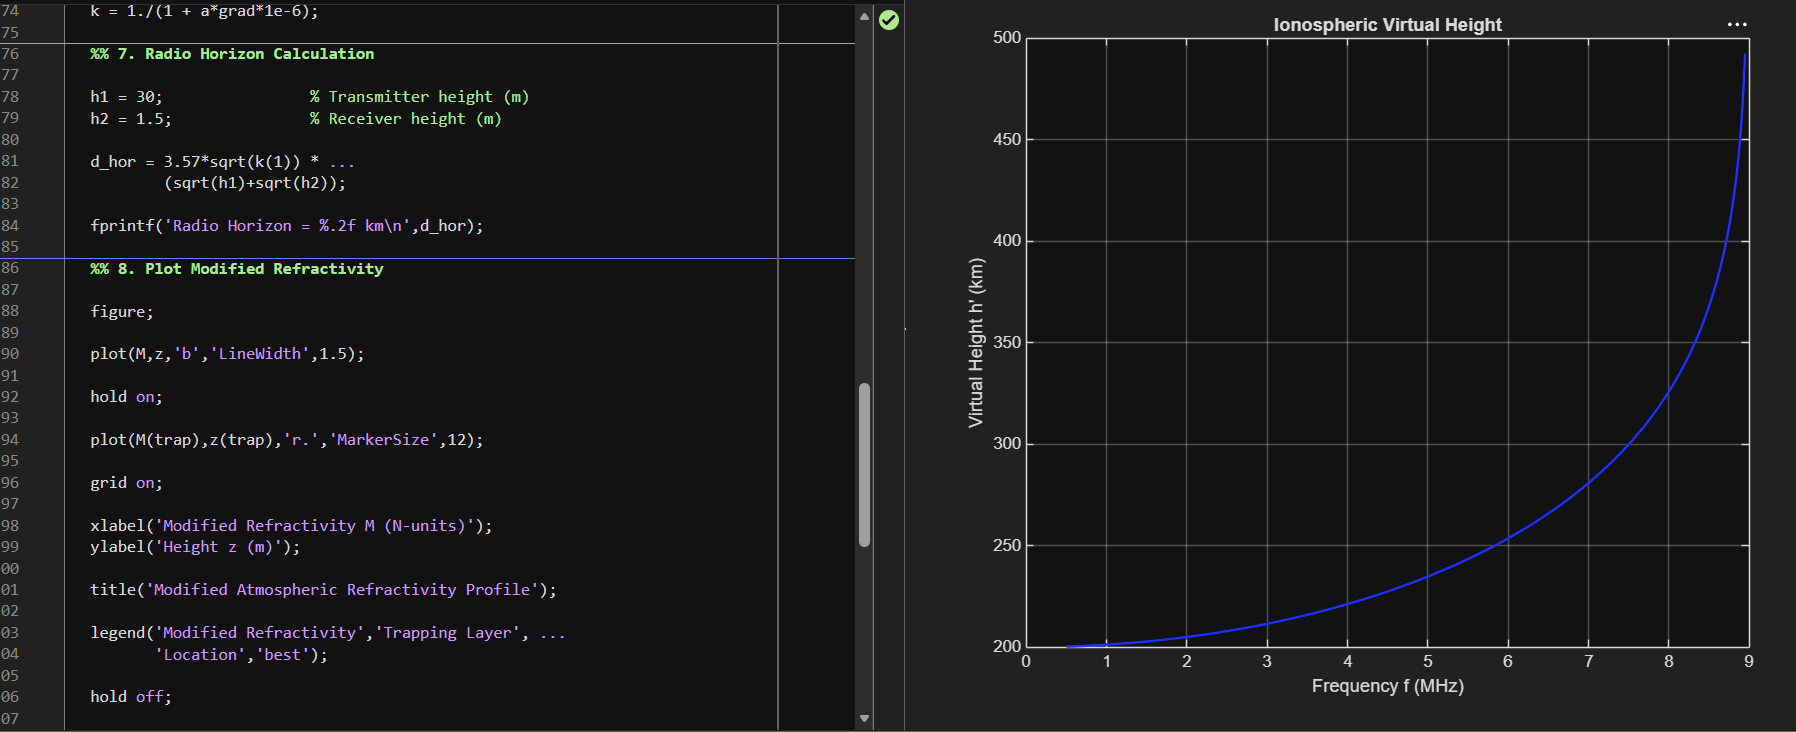 74 k = 1./(1 + a*grad*1e-6);
75
76 %% 7. Radio Horizon Calculation
77
78 h1 = 30; % Transmitter height (m)
79 h2 = 1.5; % Receiver height (m)
80
81 d_hor = 3.57*sqrt(k(1)) * ...
82 (sqrt(h1)+sqrt(h2));
83
84 fprintf('Radio Horizon = %.2f km\n',d_hor);
85
86 %% 8. Plot Modified Refractivity
87
88 figure;
89
90 plot(M,z,'b','LineWidth',1.5);
91
92 hold on;
93
94 plot(M(trap),z(trap),'r.','MarkerSize',12);
95
96 grid on;
97
98 xlabel('Modified Refractivity M (N-units)');
99 ylabel('Height z (m)');
00
01 title('Modified Atmospheric Refractivity Profile');
02
03 legend('Modified Refractivity','Trapping Layer', ...
04 'Location','best');
05
06 hold off;
07
Ionospheric Virtual Height
Virtual Height h' (km)
500
450
400
350
300
250
200
0 1 2 3 4 5 6 7 8 9
Frequency f (MHz)